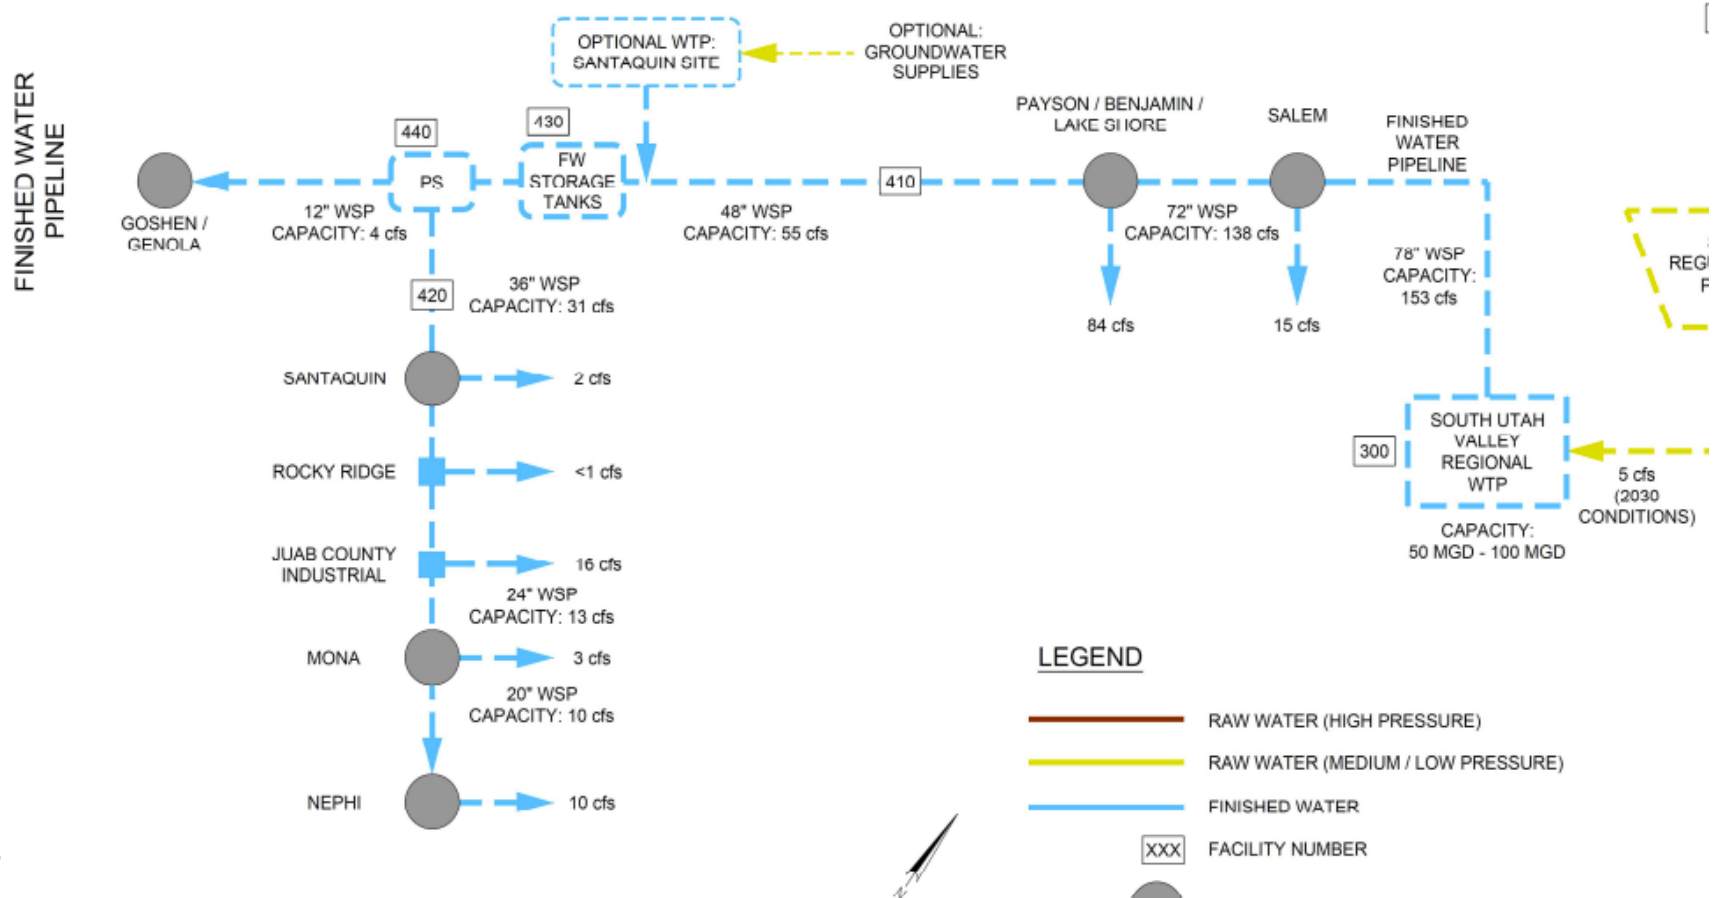 FINISHED WATER
PIPELINE
OPTIONAL WTP:
SANTAQUIN SITE
OPTIONAL:
GROUNDWATER
SUPPLIES
440
430
PS
FW
STORAGE
TANKS
GOSHEN /
GENOLA
12" WSP
CAPACITY: 4 cfs
48" WSP
CAPACITY: 55 cfs
410
PAYSON / BENJAMIN /
LAKE SHORE
SALEM
FINISHED
WATER
PIPELINE
72" WSP
CAPACITY: 138 cfs
78" WSP
CAPACITY:
153 cfs
84 cfs
15 cfs
420
36" WSP
CAPACITY: 31 cfs
SANTAQUIN
2 cfs
ROCKY RIDGE
<1 cfs
JUAB COUNTY
INDUSTRIAL
16 cfs
24" WSP
CAPACITY: 13 cfs
MONA
3 cfs
20" WSP
CAPACITY: 10 cfs
NEPHI
10 cfs
300
SOUTH UTAH
VALLEY
REGIONAL
WTP
CAPACITY:
50 MGD - 100 MGD
5 cfs
(2030
CONDITIONS)
REGU
P
LEGEND
RAW WATER (HIGH PRESSURE)
RAW WATER (MEDIUM / LOW PRESSURE)
FINISHED WATER
XXX
FACILITY NUMBER
N